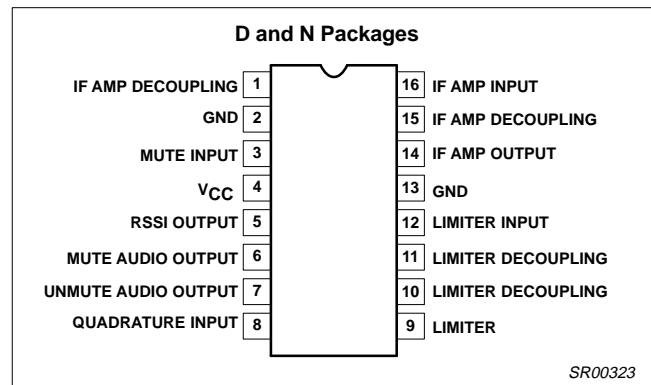 D and N Packages
IF AMP DECOUPLING 1
GND 2
MUTE INPUT 3
VCC 4
RSSI OUTPUT 5
MUTE AUDIO OUTPUT 6
UNMUTE AUDIO OUTPUT 7
QUADRATURE INPUT 8
16 IF AMP INPUT
15 IF AMP DECOUPLING
14 IF AMP OUTPUT
13 GND
12 LIMITER INPUT
11 LIMITER DECOUPLING
10 LIMITER DECOUPLING
9 LIMITER
SR00323